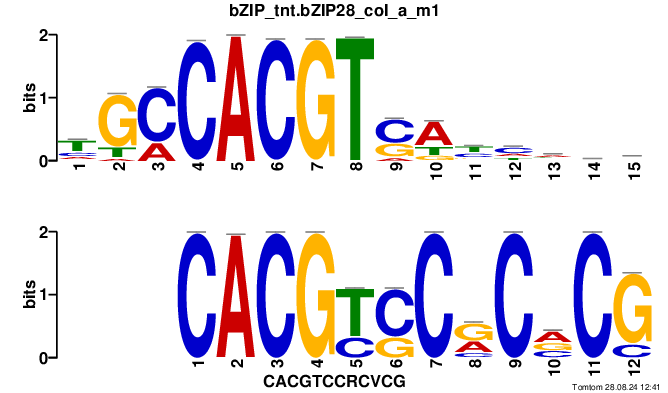 bZIP_tnt.bZIP28_col_a_m1
2
1
0
bits
T G C C A C G T C A T C
A T A G T C
1 2 3 4 5 6 7 8 9 10 11 12 13 14 15
2
1
0
bits
C A C G T C C G C A C G
C G A G C
C C
1 2 3 4 5 6 7 8 9 10 11 12
CACGTCCRCVCG
Tomtom 28.08.24 12:41